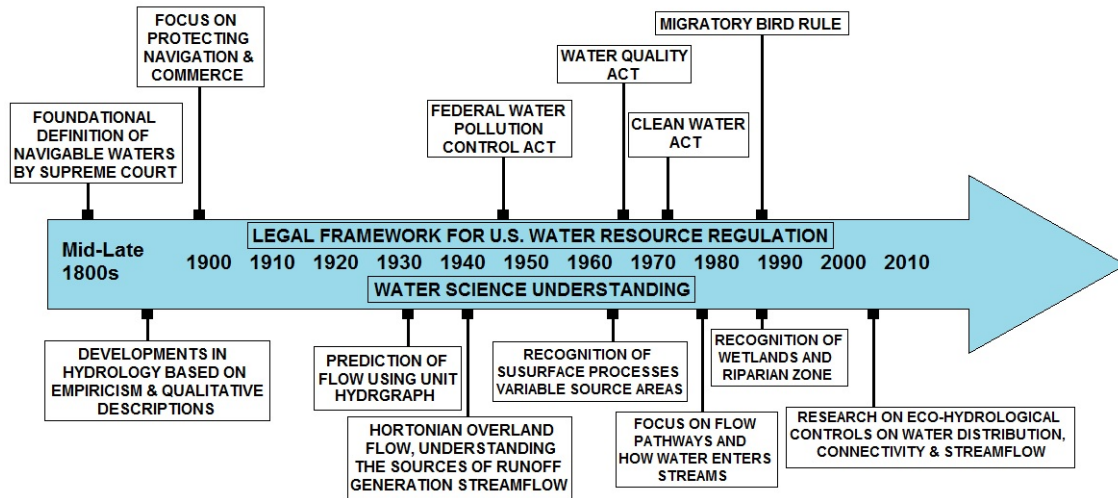 FOCUS ON
PROTECTING
NAVIGATION &
COMMERCE
MIGRATORY BIRD RULE
WATER QUALITY
ACT
FOUNDATIONAL
DEFINITION OF
NAVIGABLE WATERS
BY SUPREME COURT
FEDERAL WATER
POLLUTION
CONTROL ACT
CLEAN WATER
ACT
LEGAL FRAMEWORK FOR U.S. WATER RESOURCE REGULATION
Mid-Late
1800s
1900 1910 1920 1930 1940 1950 1960 1970 1980 1990 2000 2010
WATER SCIENCE UNDERSTANDING
DEVELOPMENTS IN
HYDROLOGY BASED ON
EMPIRICISM & QUALITATIVE
DESCRIPTIONS
PREDICTION OF
FLOW USING UNIT
HYDRGRAPH
HORTONIAN OVERLAND
FLOW, UNDERSTANDING
THE SOURCES OF RUNOFF
GENERATION STREAMFLOW
RECOGNITION OF
SUSURFACE PROCESSES
VARIABLE SOURCE AREAS
FOCUS ON FLOW
PATHWAYS AND
HOW WATER ENTERS
STREAMS
RECOGNITION OF
WETLANDS AND
RIPARIAN ZONE
RESEARCH ON ECO-HYDROLOGICAL
CONTROLS ON WATER DISTRIBUTION,
CONNECTIVITY & STREAMFLOW